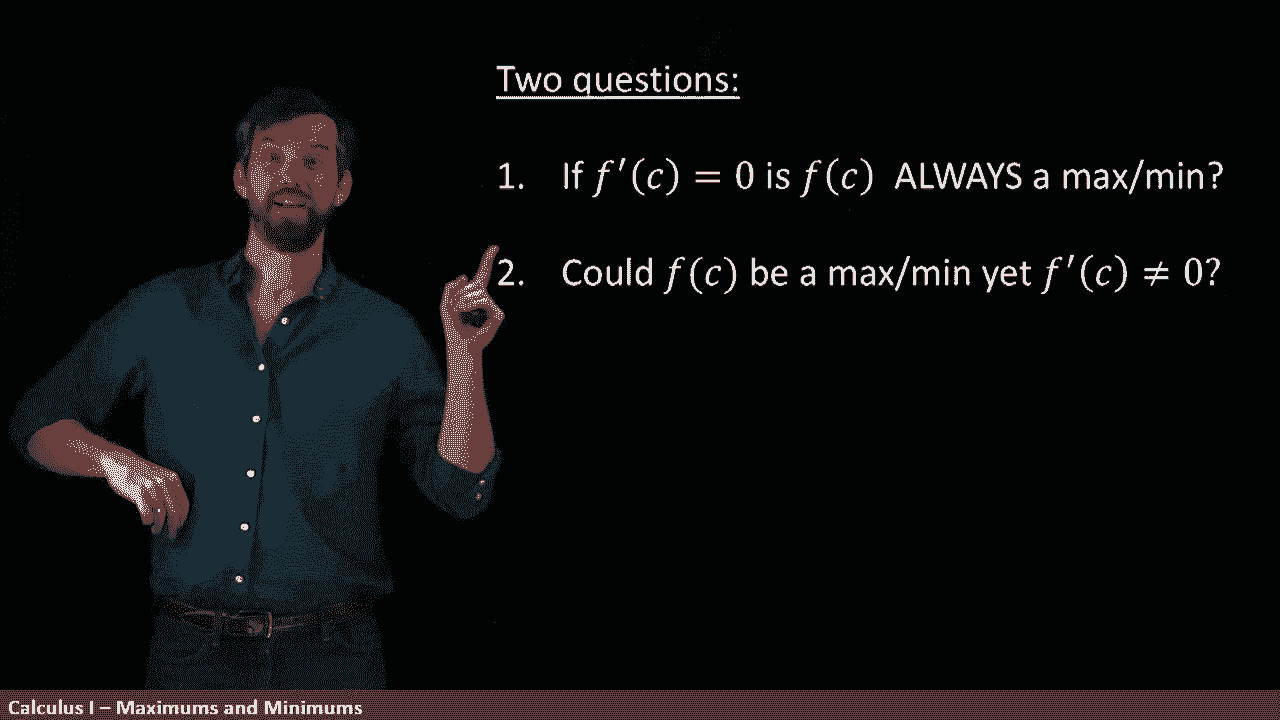 Two questions:
1. If f′(c) = 0 is f(c) ALWAYS a max/min?
2. Could f(c) be a max/min yet f′(c) ≠ 0?
Calculus I – Maximums and Minimums